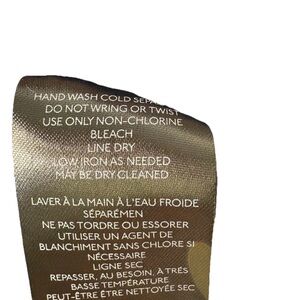 HAND WASH COLD SEPA
DO NOT WRING OR TWIST
USE ONLY NON-CHLORINE
BLEACH
LINE DRY
LOW IRON AS NEEDED
MAY BE DRY CLEANED
LAVER À LA MAIN À L'EAU FROIDE
SÉPARÉMEN
NE PAS TORDRE OU ESSORER
UTILISER UN AGENT DE
BLANCHIMENT SANS CHLORE SI
NÉCESSAIRE
LIGNE SEC
REPASSER, AU BESOIN, À TRÈS
BASSE TEMPÉRATURE
PEUT-ÊTRE ÊTRE NETTOYÉE SEC